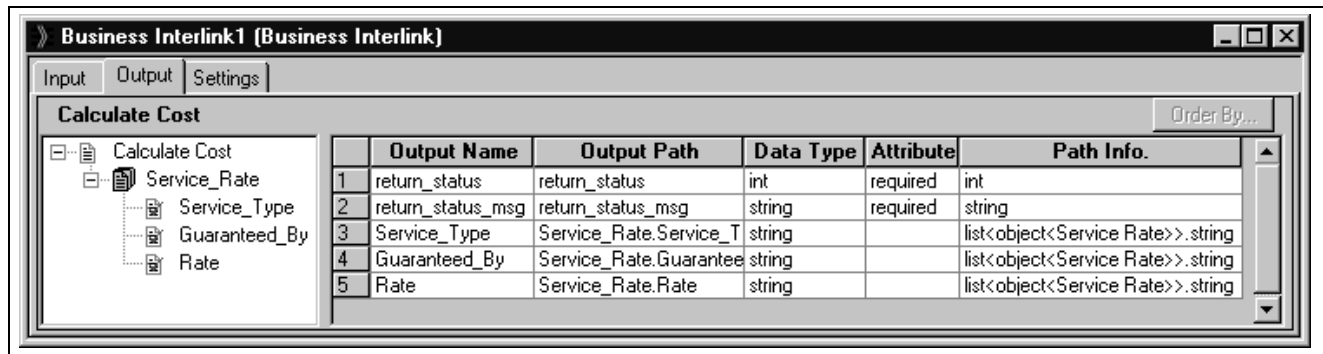 Business Interlink1 (Business Interlink)
Input Output Settings
Calculate Cost
Order By...
Calculate Cost
Service_Rate
Service_Type
Guaranteed_By
Rate
Output Name Output Path Data Type Attribute Path Info.
1 return_status return_status int required int
2 return_status_msg return_status_msg string required string
3 Service_Type Service_Rate.Service_T string list<object<Service Rate>>.string
4 Guaranteed_By Service_Rate.Guarantee string list<object<Service Rate>>.string
5 Rate Service_Rate.Rate string list<object<Service Rate>>.string